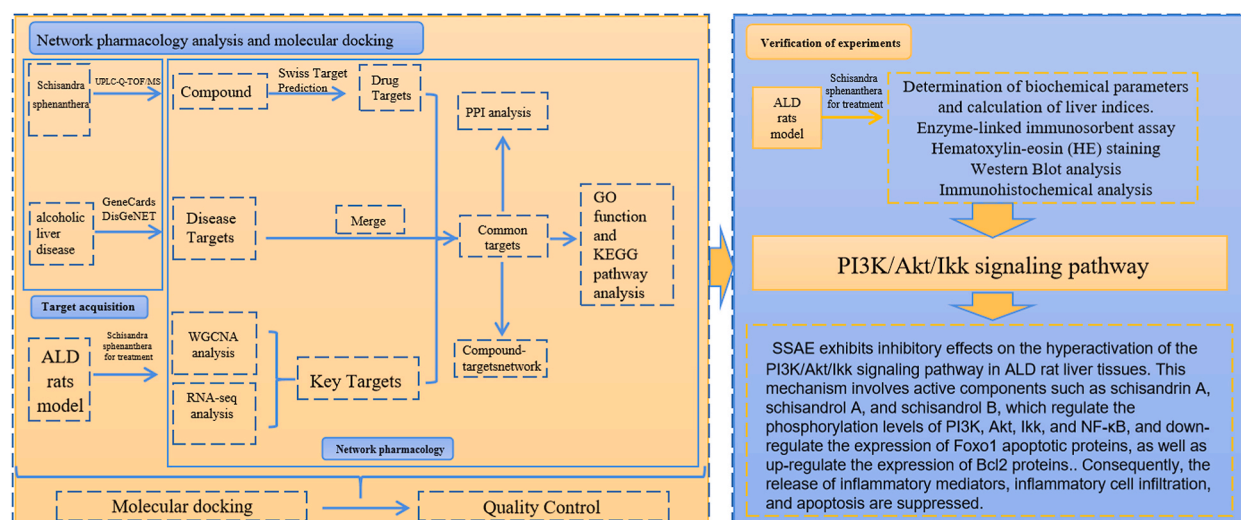 Network pharmacology analysis and molecular docking
Schisandra
sphenanthera
UPLC-Q-TOF/MS
Compound
Swiss Target
Prediction
Drug
Targets
PPI analysis
alcoholic
liver
disease
GeneCards
DisGeNET
Disease
Targets
Merge
Common
targets
GO
function
and
KEGG
pathway
analysis
Target acquisition
ALD
rats
model
Schisandra
sphenanthera
for treatment
WGCNA
analysis
RNA-seq
analysis
Key Targets
Compound-
targetsnetwork
Network pharmacology
Molecular docking
Quality Control
Verification of experiments
ALD
rats
model
Schisandra
sphenanthera
for treatment
Determination of biochemical parameters
and calculation of liver indices.
Enzyme-linked immunosorbent assay
Hematoxylin-eosin (HE) staining
Western Blot analysis
Immunohistochemical analysis
PI3K/Akt/Ikk signaling pathway
SSAE exhibits inhibitory effects on the hyperactivation of the
PI3K/Akt/Ikk signaling pathway in ALD rat liver tissues. This
mechanism involves active components such as schisandrin A,
schisandrol A, and schisandrol B, which regulate the
phosphorylation levels of PI3K, Akt, Ikk, and NF-κB, and down-
regulate the expression of Foxo1 apoptotic proteins, as well as
up-regulate the expression of Bcl2 proteins.. Consequently, the
release of inflammatory mediators, inflammatory cell infiltration,
and apoptosis are suppressed.